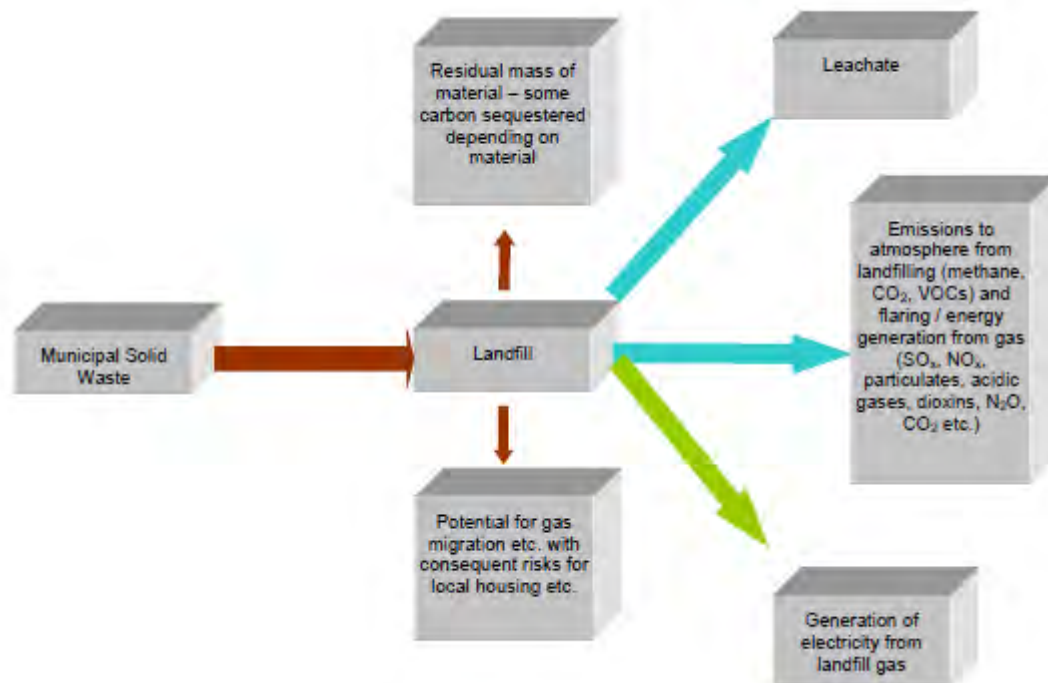 Residual mass of
material – some
carbon sequestered
depending on
material
Leachate
Emissions to
atmosphere from
landfilling (methane,
CO₂, VOCs) and
flaring / energy
generation from gas
(SOₓ, NOₓ,
particulates, acidic
gases, dioxins, N₂O,
CO₂ etc.)
Municipal Solid
Waste
Landfill
Potential for gas
migration etc. with
consequent risks for
local housing etc.
Generation of
electricity from
landfill gas